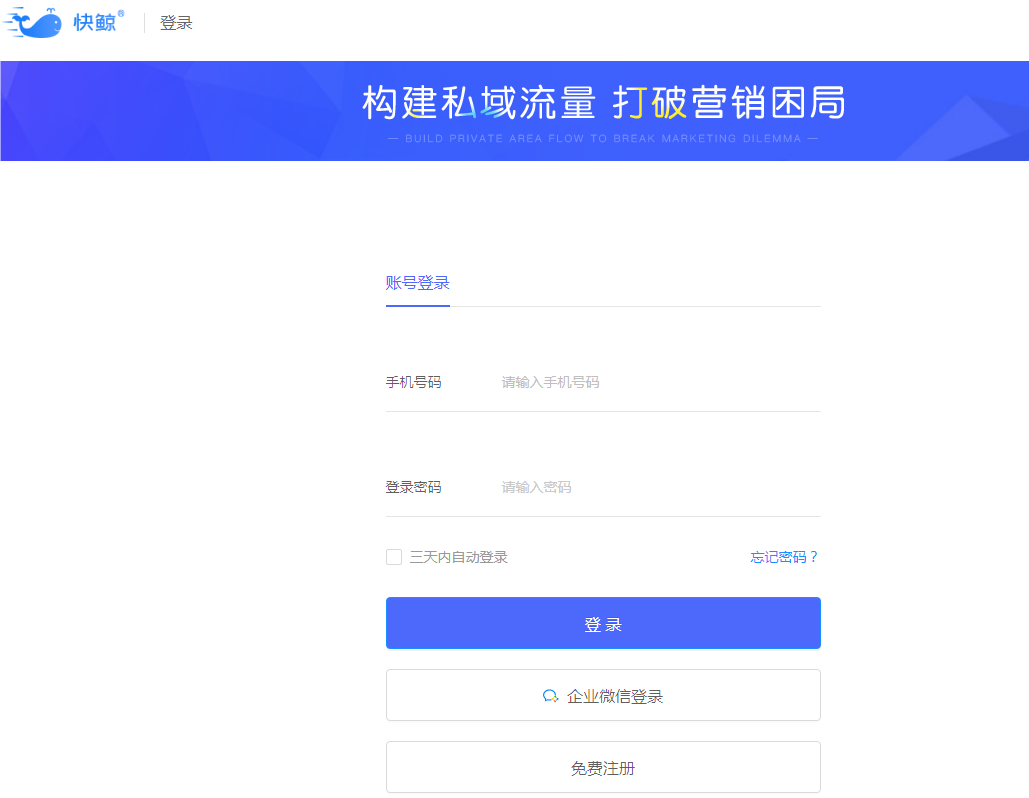 快鲸® 登录
构建私域流量 打破营销困局
— BUILD PRIVATE AREA FLOW TO BREAK MARKETING DILEMMA —
账号登录
手机号码 请输入手机号码
登录密码 请输入密码
三天内自动登录 忘记密码？
登 录
企业微信登录
免费注册